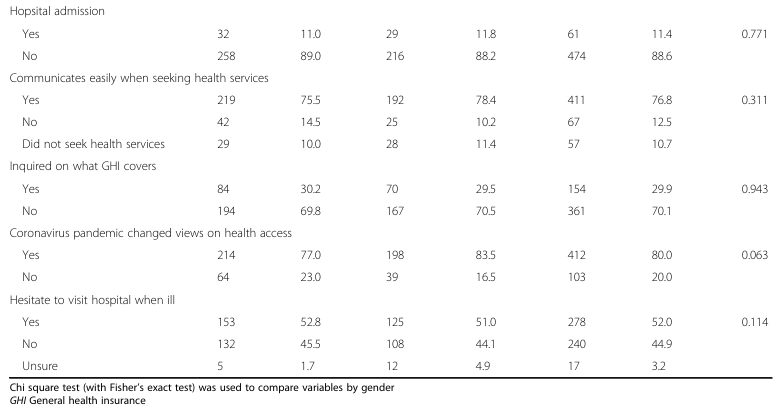 Hopsital admission
Yes 32 11.0 29 11.8 61 11.4 0.771
No 258 89.0 216 88.2 474 88.6
Communicates easily when seeking health services
Yes 219 75.5 192 78.4 411 76.8 0.311
No 42 14.5 25 10.2 67 12.5
Did not seek health services 29 10.0 28 11.4 57 10.7
Inquired on what GHI covers
Yes 84 30.2 70 29.5 154 29.9 0.943
No 194 69.8 167 70.5 361 70.1
Coronavirus pandemic changed views on health access
Yes 214 77.0 198 83.5 412 80.0 0.063
No 64 23.0 39 16.5 103 20.0
Hesitate to visit hospital when ill
Yes 153 52.8 125 51.0 278 52.0 0.114
No 132 45.5 108 44.1 240 44.9
Unsure 5 1.7 12 4.9 17 3.2
Chi square test (with Fisher's exact test) was used to compare variables by gender
GHI General health insurance